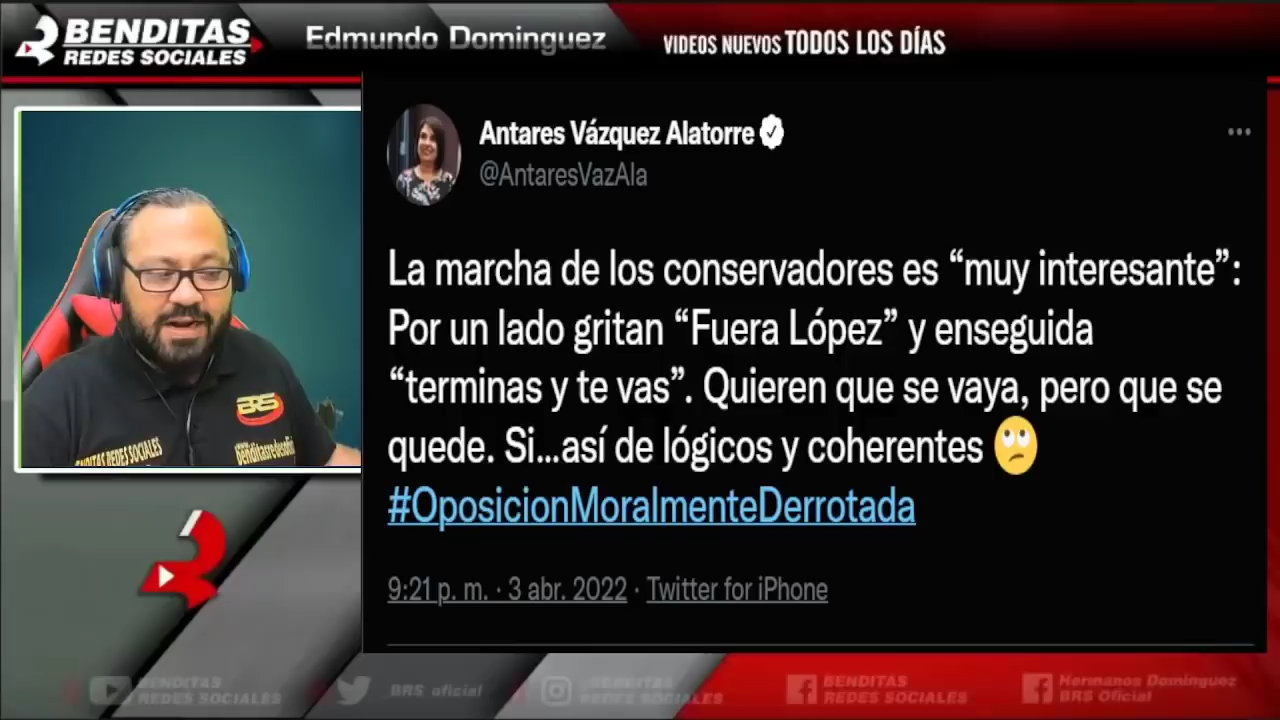 BENDITAS
REDES SOCIALES
Edmundo Dominguez
VIDEOS NUEVOS TODOS LOS DÍAS
Antares Vázquez Alatorre
@AntaresVazAla
La marcha de los conservadores es “muy interesante”:
Por un lado gritan “Fuera López” y enseguida
“terminas y te vas”. Quieren que se vaya, pero que se
quede. Si...así de lógicos y coherentes 🙄
#OposicionMoralmenteDerrotada
9:21 p. m. · 3 abr. 2022 · Twitter for iPhone
BRS
REDES SOCIALES
BENDITAS
REDES SOCIALES
BRS oficial
BENDITAS
REDES SOCIALES
BENDITAS
REDES SOCIALES
Hermanos Dominguez
BRS Oficial